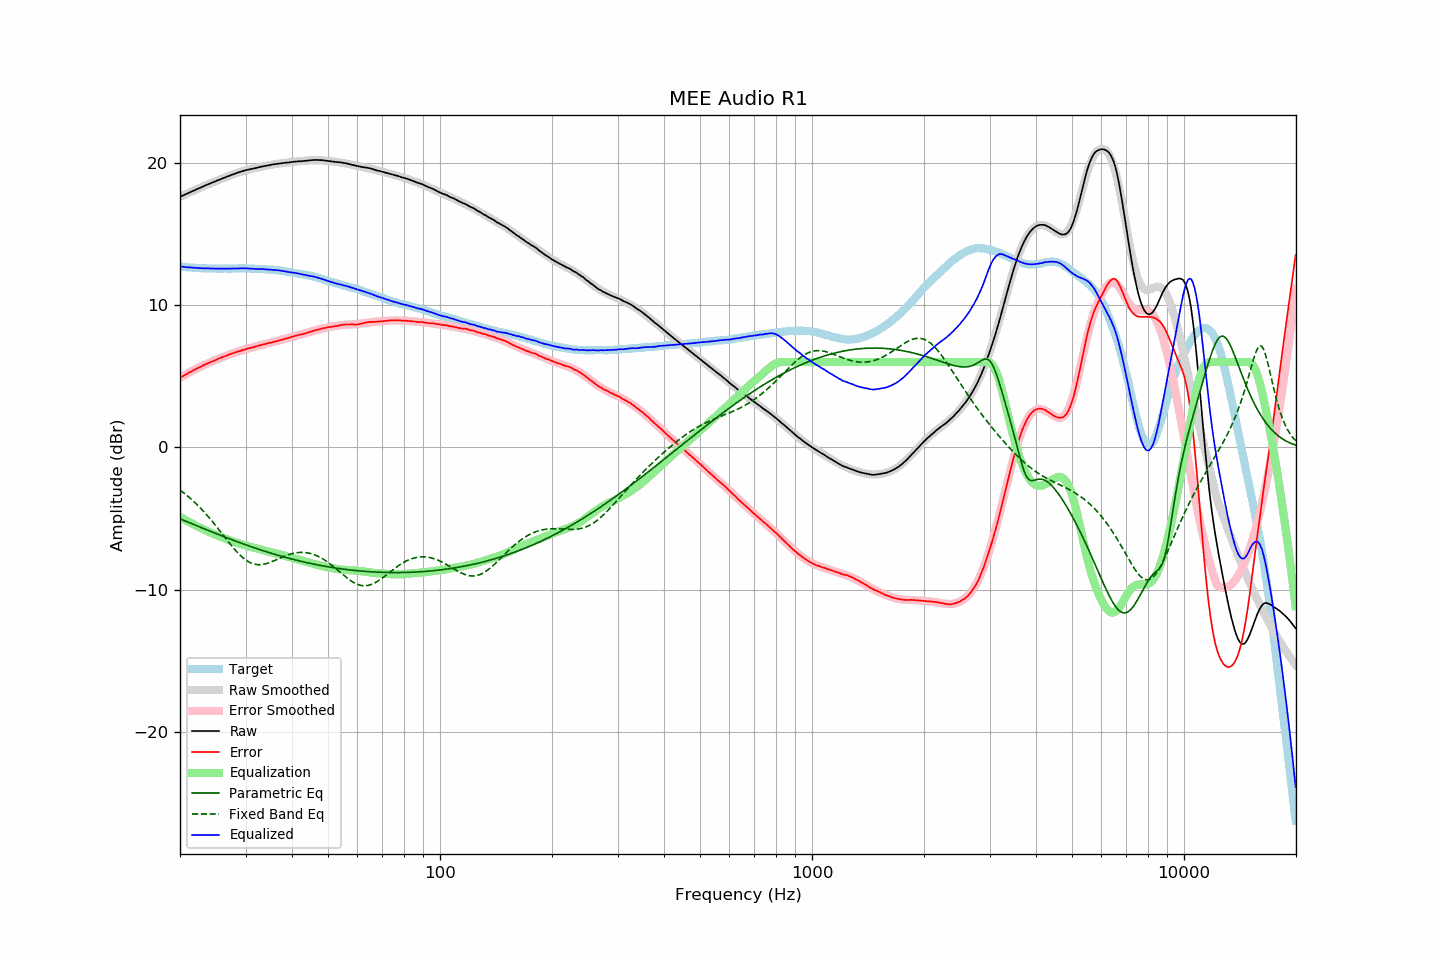 MEE Audio R1
20
10
0
−10
−20
Amplitude (dBr)
Target
Raw Smoothed
Error Smoothed
Raw
Error
Equalization
Parametric Eq
Fixed Band Eq
Equalized
100
1000
10000
Frequency (Hz)